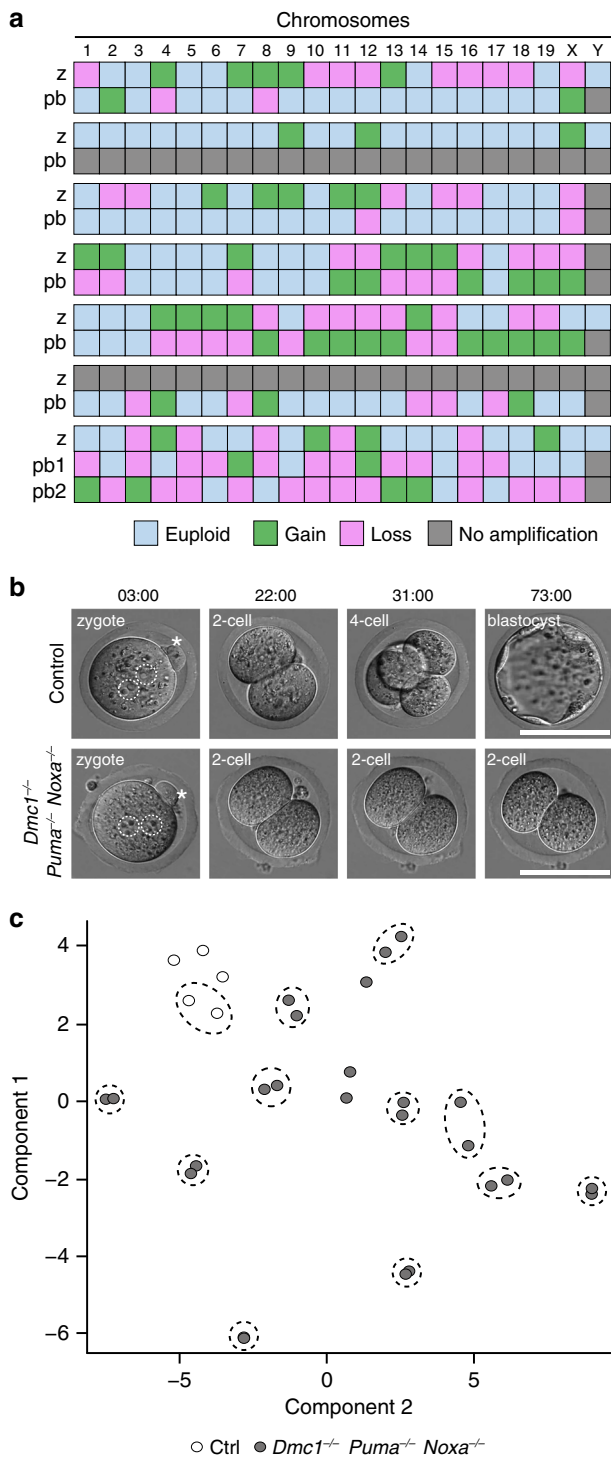 a
Chromosomes
1 2 3 4 5 6 7 8 9 10 11 12 13 14 15 16 17 18 19 X Y
z
pb
z
pb
z
pb
z
pb
z
pb
z
pb
z
pb1
pb2
Euploid Gain Loss No amplification
b
03:00 22:00 31:00 73:00
Control
zygote 2-cell 4-cell blastocyst
*
Dmc1–/–
Puma–/– Noxa–/–
zygote 2-cell 2-cell 2-cell
*
c
Component 1
4
2
0
−2
−4
−6
−5 0 5
Component 2
Ctrl Dmc1–/– Puma–/– Noxa–/–